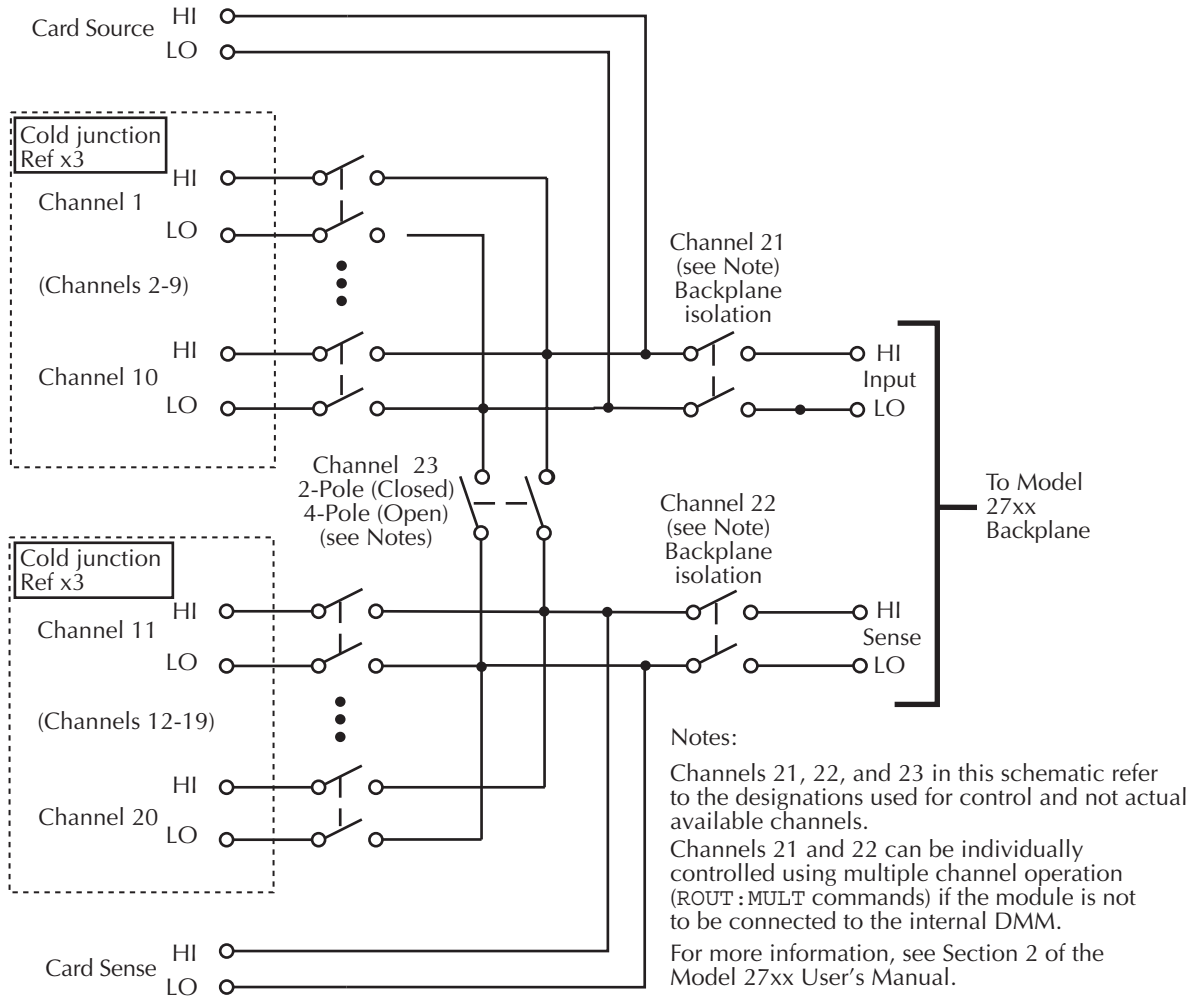 Card Source
HI
LO
Cold junction
Ref x3
HI
Channel 1
LO
(Channels 2-9)
HI
Channel 10
LO
Channel 21
(see Note)
Backplane
isolation
HI
Input
LO
Channel 23
2-Pole (Closed)
4-Pole (Open)
(see Notes)
To Model
27xx
Backplane
Cold junction
Ref x3
HI
Channel 11
LO
(Channels 12-19)
HI
Channel 20
LO
Channel 22
(see Note)
Backplane
isolation
HI
Sense
LO
Card Sense
HI
LO
Notes:
Channels 21, 22, and 23 in this schematic refer
to the designations used for control and not actual
available channels.
Channels 21 and 22 can be individually
controlled using multiple channel operation
(ROUT:MULT commands) if the module is not
to be connected to the internal DMM.
For more information, see Section 2 of the
Model 27xx User's Manual.